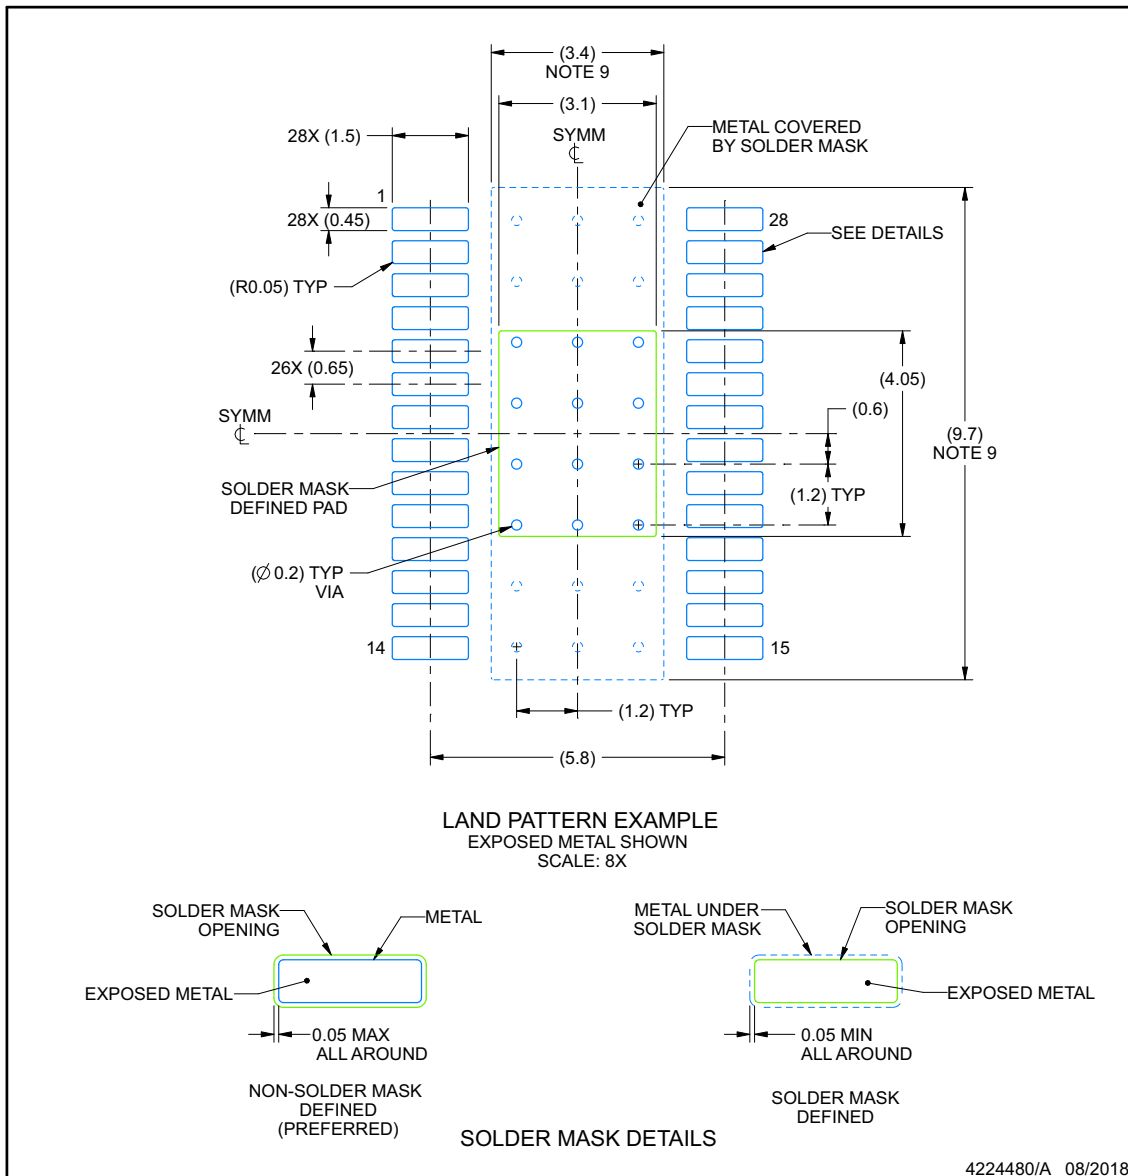 (3.4)
NOTE 9
(3.1)
METAL COVERED
BY SOLDER MASK
SYMM
28X (1.5)
1
28X (0.45)
28
SEE DETAILS
(R0.05) TYP
26X (0.65)
(4.05)
(0.6)
SYMM
(9.7)
NOTE 9
SOLDER MASK
DEFINED PAD
(1.2) TYP
(Ø 0.2) TYP
VIA
14
15
(1.2) TYP
(5.8)
LAND PATTERN EXAMPLE
EXPOSED METAL SHOWN
SCALE: 8X
SOLDER MASK
OPENING
METAL
EXPOSED METAL
0.05 MAX
ALL AROUND
NON-SOLDER MASK
DEFINED
(PREFERRED)
METAL UNDER
SOLDER MASK
SOLDER MASK
OPENING
EXPOSED METAL
0.05 MIN
ALL AROUND
SOLDER MASK
DEFINED
SOLDER MASK DETAILS
4224480/A 08/2018